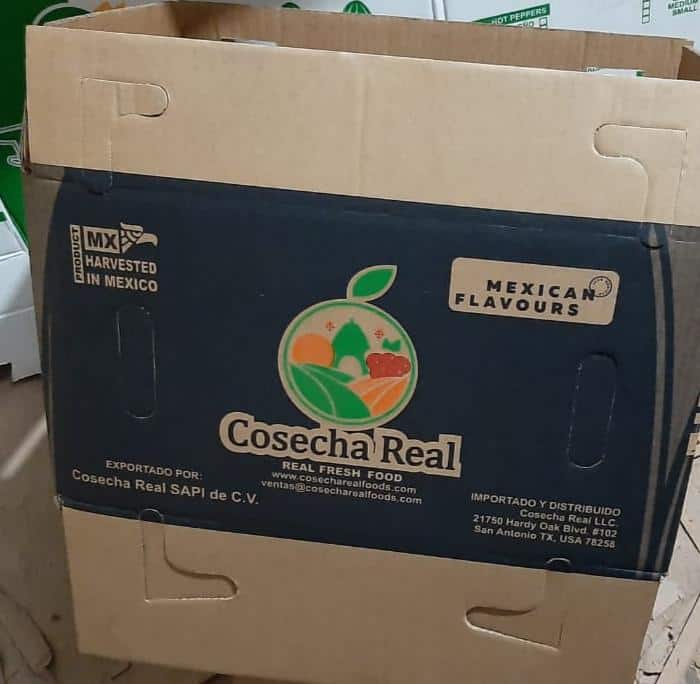 HOT PEPPERS
MEDIUM
SMALL
PRODUCT
MX
HARVESTED
IN MEXICO
MEXICAN
FLAVOURS
Cosecha Real
REAL FRESH FOOD
www.cosecharealfoods.com
ventas@cosecharealfoods.com
EXPORTADO POR:
Cosecha Real SAPI de C.V.
IMPORTADO Y DISTRIBUIDO
Cosecha Real LLC.
21750 Hardy Oak Blvd. #102
San Antonio TX, USA 78258